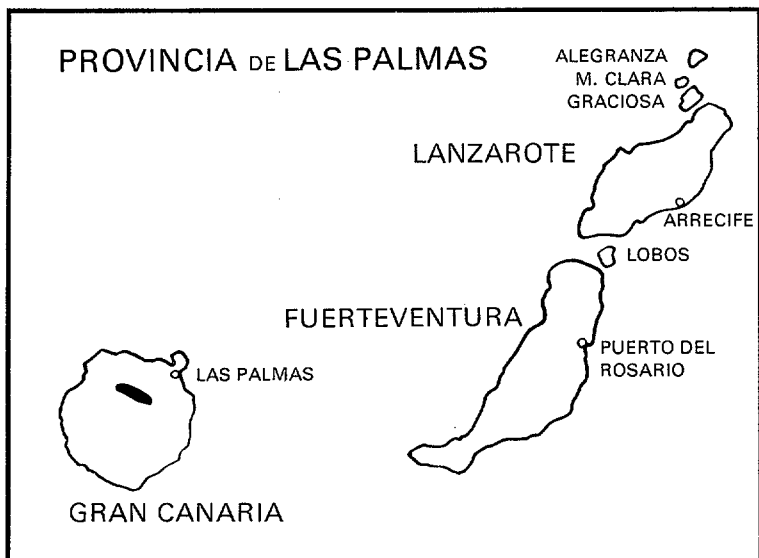 PROVINCIA DE LAS PALMAS
ALEGRANZA
M. CLARA
GRACIOSA
LANZAROTE
ARRECIFE
LOBOS
FUERTEVENTURA
PUERTO DEL
ROSARIO
LAS PALMAS
GRAN CANARIA